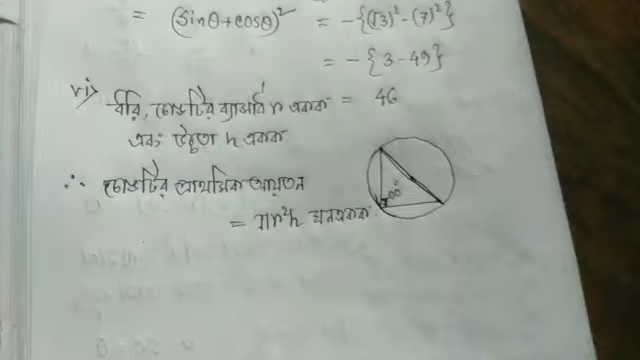 = (sinθ+cosθ)² = -{(√3)² - (7)²}
= - {3-49}
vi) ধরি, চোঙটির ব্যাসার্ধ r একক = 46
এবং উচ্চতা h একক
∴ চোঙটির প্রাথমিক আয়তন
= πr²h ঘনএকক